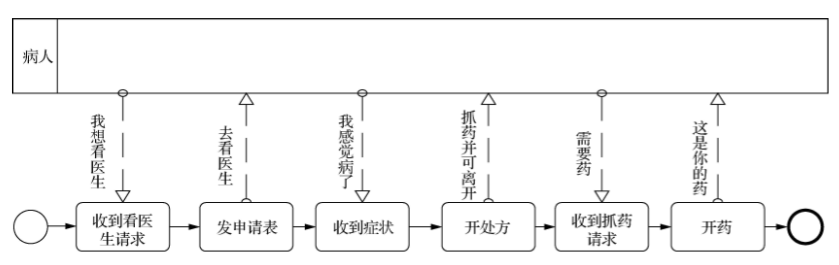 病人
我想看医生
去看医生
我感觉病了
抓药并可离开
需要药
这是你的药
收到看医
生请求
发申请表
收到症状
开处方
收到抓药
请求
开药